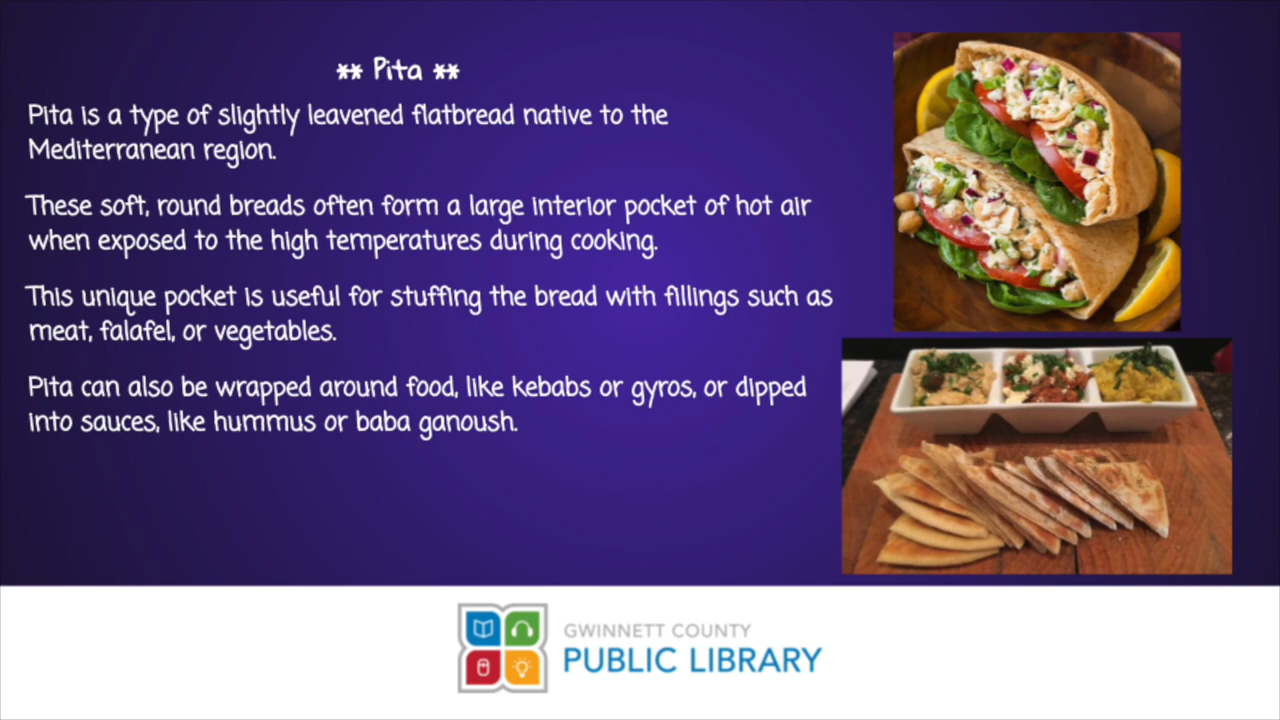 ** Pita **
Pita is a type of slightly leavened flatbread native to the
Mediterranean region.
These soft, round breads often form a large interior pocket of hot air
when exposed to the high temperatures during cooking.
This unique pocket is useful for stuffing the bread with fillings such as
meat, falafel, or vegetables.
Pita can also be wrapped around food, like kebabs or gyros, or dipped
into sauces, like hummus or baba ganoush.
GWINNETT COUNTY
PUBLIC LIBRARY